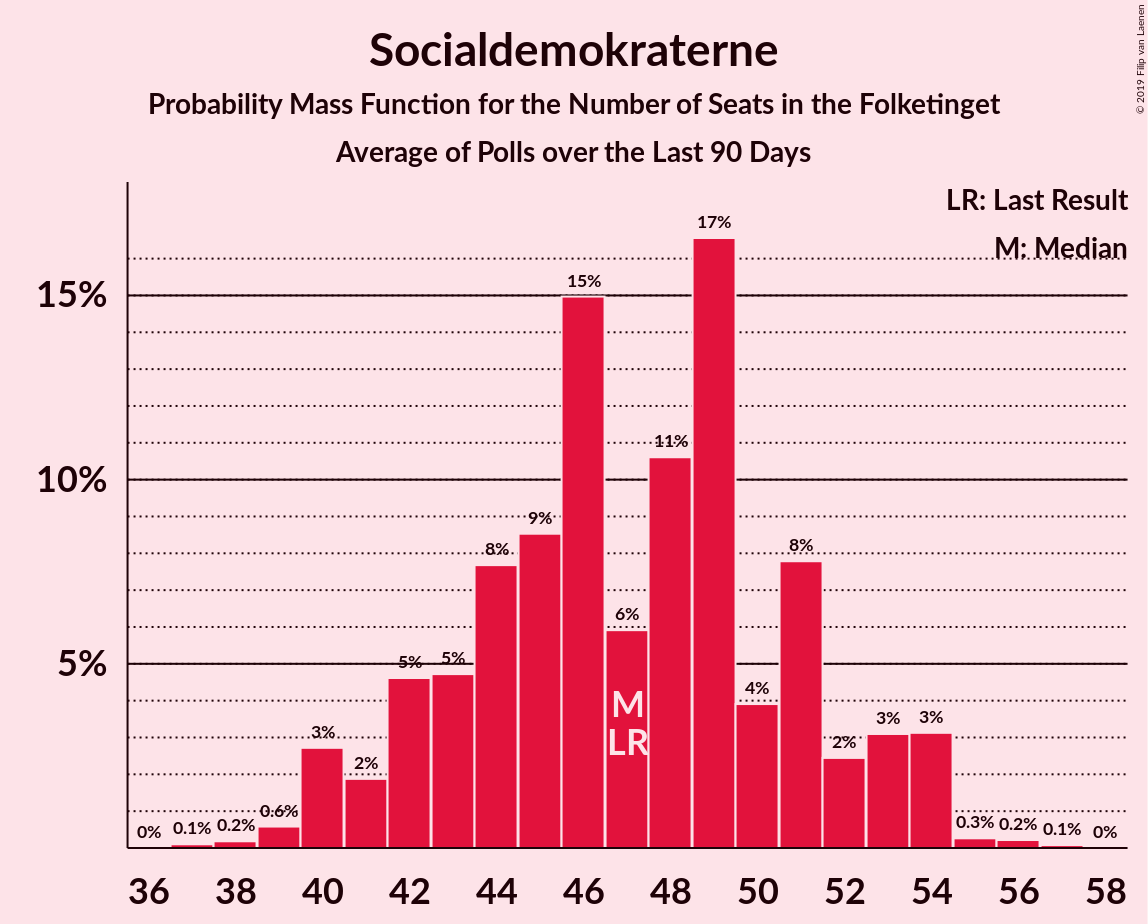 Socialdemokraterne
Probability Mass Function for the Number of Seats in the Folketinget
Average of Polls over the Last 90 Days
© 2019 Filip van Laenen
LR: Last Result
M: Median
15%
10%
5%
0% 0.1% 0.2% 0.6% 3% 2% 5% 5% 8% 9% 15% 6% 11% 17% 4% 8% 2% 3% 3% 0.3% 0.2% 0.1% 0%
M
LR
36 38 40 42 44 46 48 50 52 54 56 58